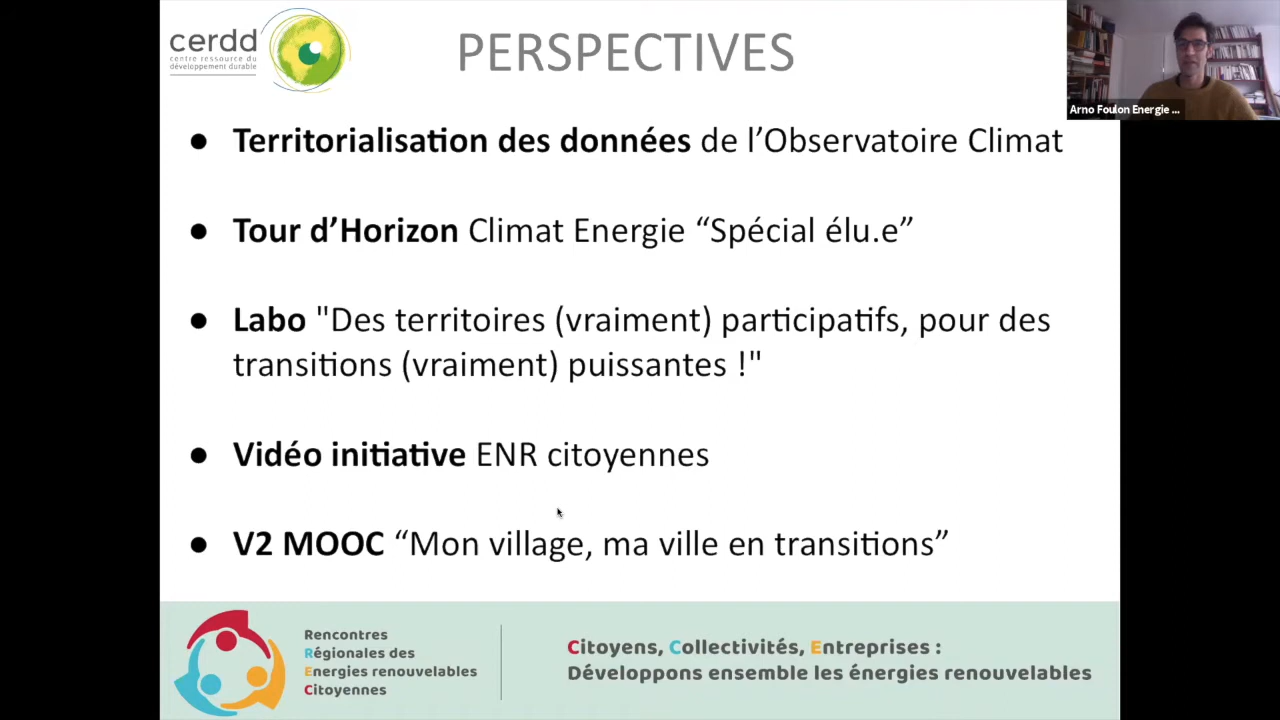 cerdd
centre ressource du
développement durable
PERSPECTIVES
Arno Foulon Energie ...
● Territorialisation des données de l’Observatoire Climat
● Tour d’Horizon Climat Energie “Spécial élu.e”
● Labo "Des territoires (vraiment) participatifs, pour des
transitions (vraiment) puissantes !"
● Vidéo initiative ENR citoyennes
● V2 MOOC “Mon village, ma ville en transitions”
Rencontres
Régionales des
Energies renouvelables
Citoyennes
Citoyens, Collectivités, Entreprises :
Développons ensemble les énergies renouvelables